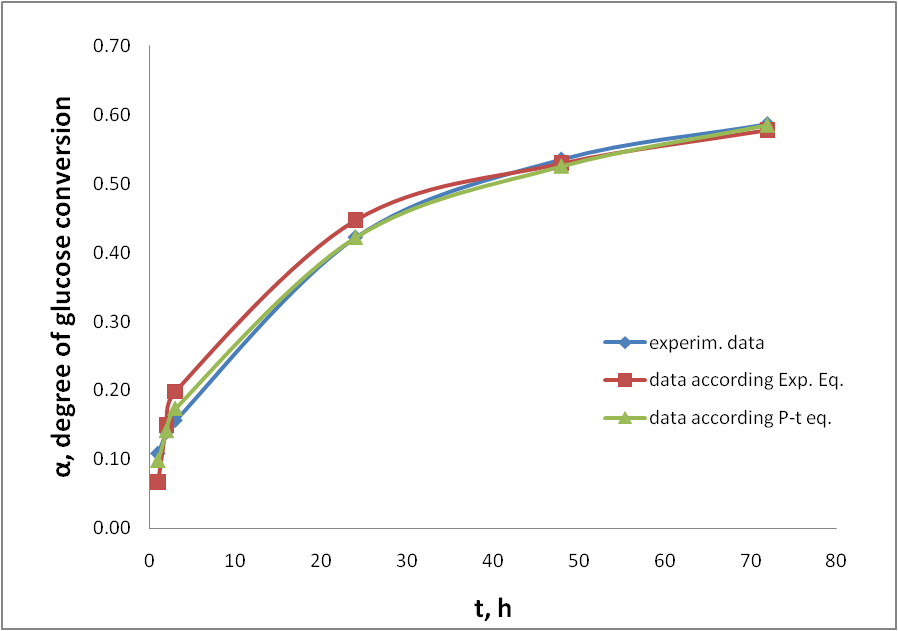 0.70
0.60
0.50
0.40
0.30
0.20
0.10
0.00
α, degree of glucose conversion
0 10 20 30 40 50 60 70 80
t, h
experim. data
data according Exp. Eq.
data according P-t eq.